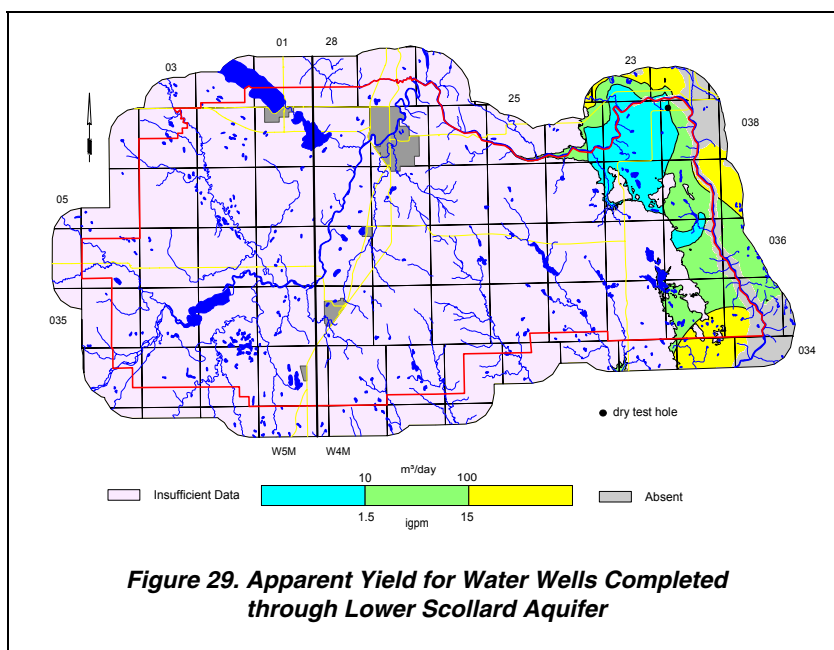 01
28
03
23
25
038
05
036
035
034
dry test hole
W5M W4M
m³/day
10 100
Insufficient Data
Absent
1.5 15
igpm
Figure 29. Apparent Yield for Water Wells Completed
through Lower Scollard Aquifer